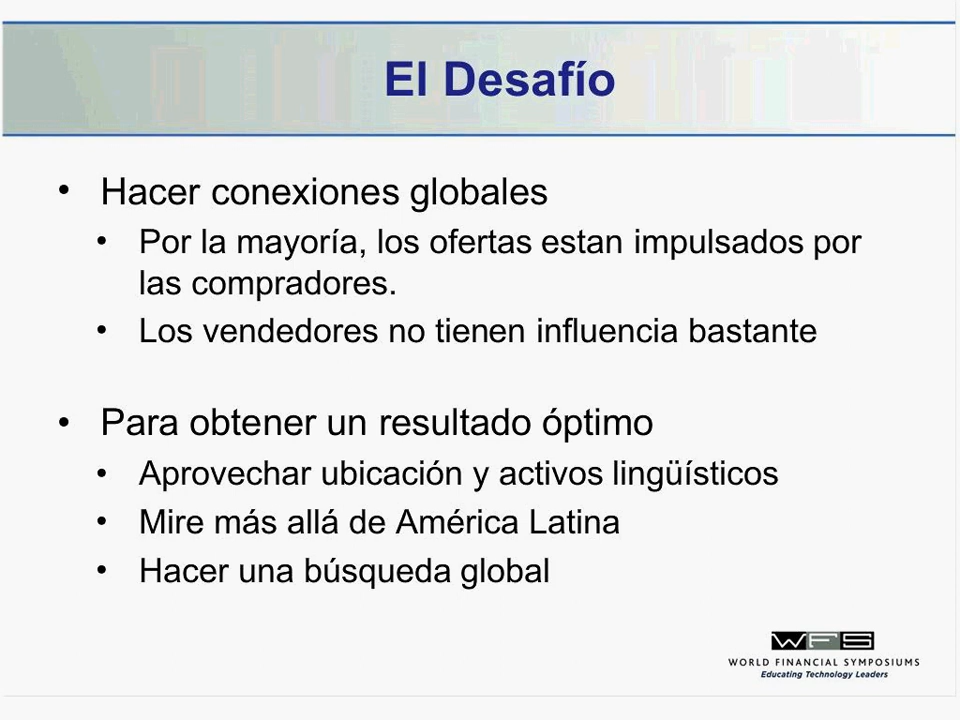 El Desafío
• Hacer conexiones globales
• Por la mayoría, los ofertas estan impulsados por
las compradores.
• Los vendedores no tienen influencia bastante
• Para obtener un resultado óptimo
• Aprovechar ubicación y activos lingüísticos
• Mire más allá de América Latina
• Hacer una búsqueda global
WFS
WORLD FINANCIAL SYMPOSIUMS
Educating Technology Leaders